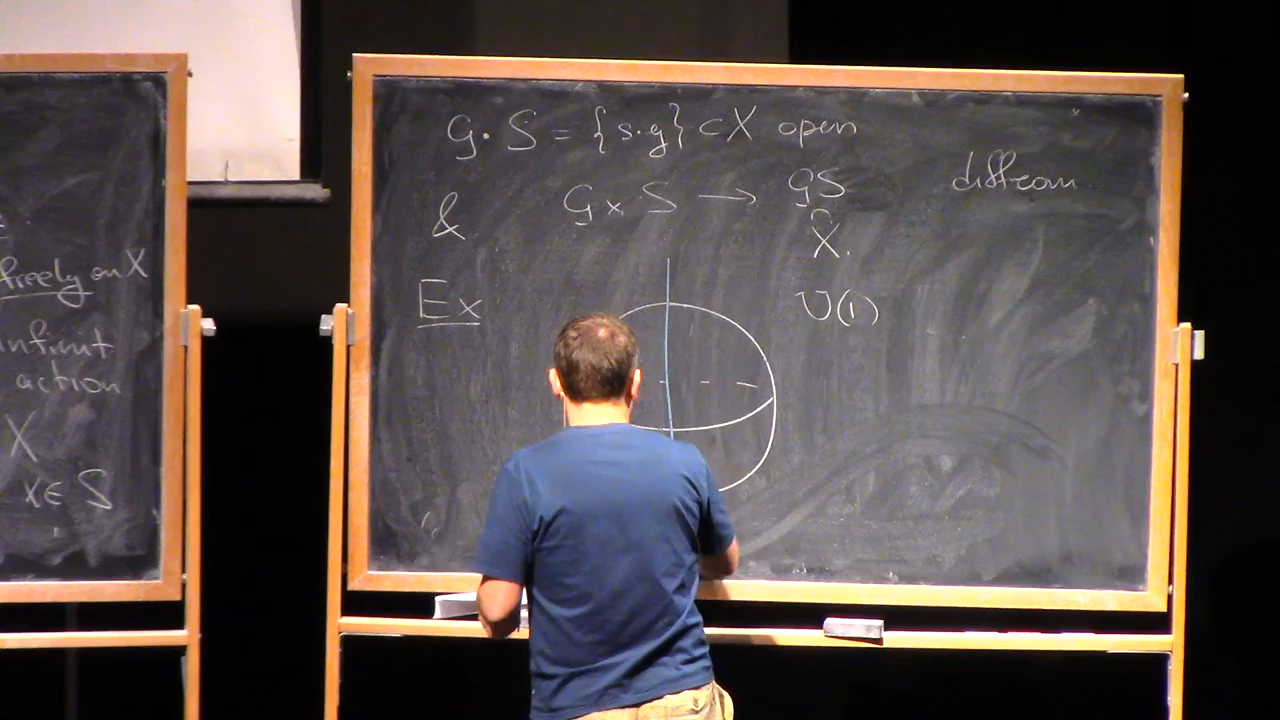 freely on X
infinit
action
X
x ∈ S
G · S = {s·g} ⊂ X open
& G × S → GS diffeom
∩
X.
Ex U(1)